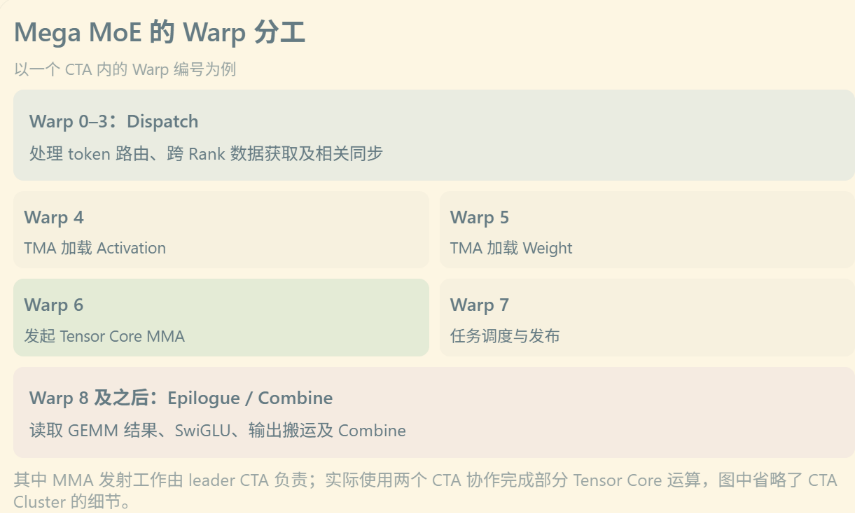 Mega MoE 的 Warp 分工
以一个 CTA 内的 Warp 编号为例
Warp 0–3：Dispatch
处理 token 路由、跨 Rank 数据获取及相关同步
Warp 4
TMA 加载 Activation
Warp 5
TMA 加载 Weight
Warp 6
发起 Tensor Core MMA
Warp 7
任务调度与发布
Warp 8 及之后：Epilogue / Combine
读取 GEMM 结果、SwiGLU、输出搬运及 Combine
其中 MMA 发射工作由 leader CTA 负责；实际使用两个 CTA 协作完成部分 Tensor Core 运算，图中省略了 CTA
Cluster 的细节。